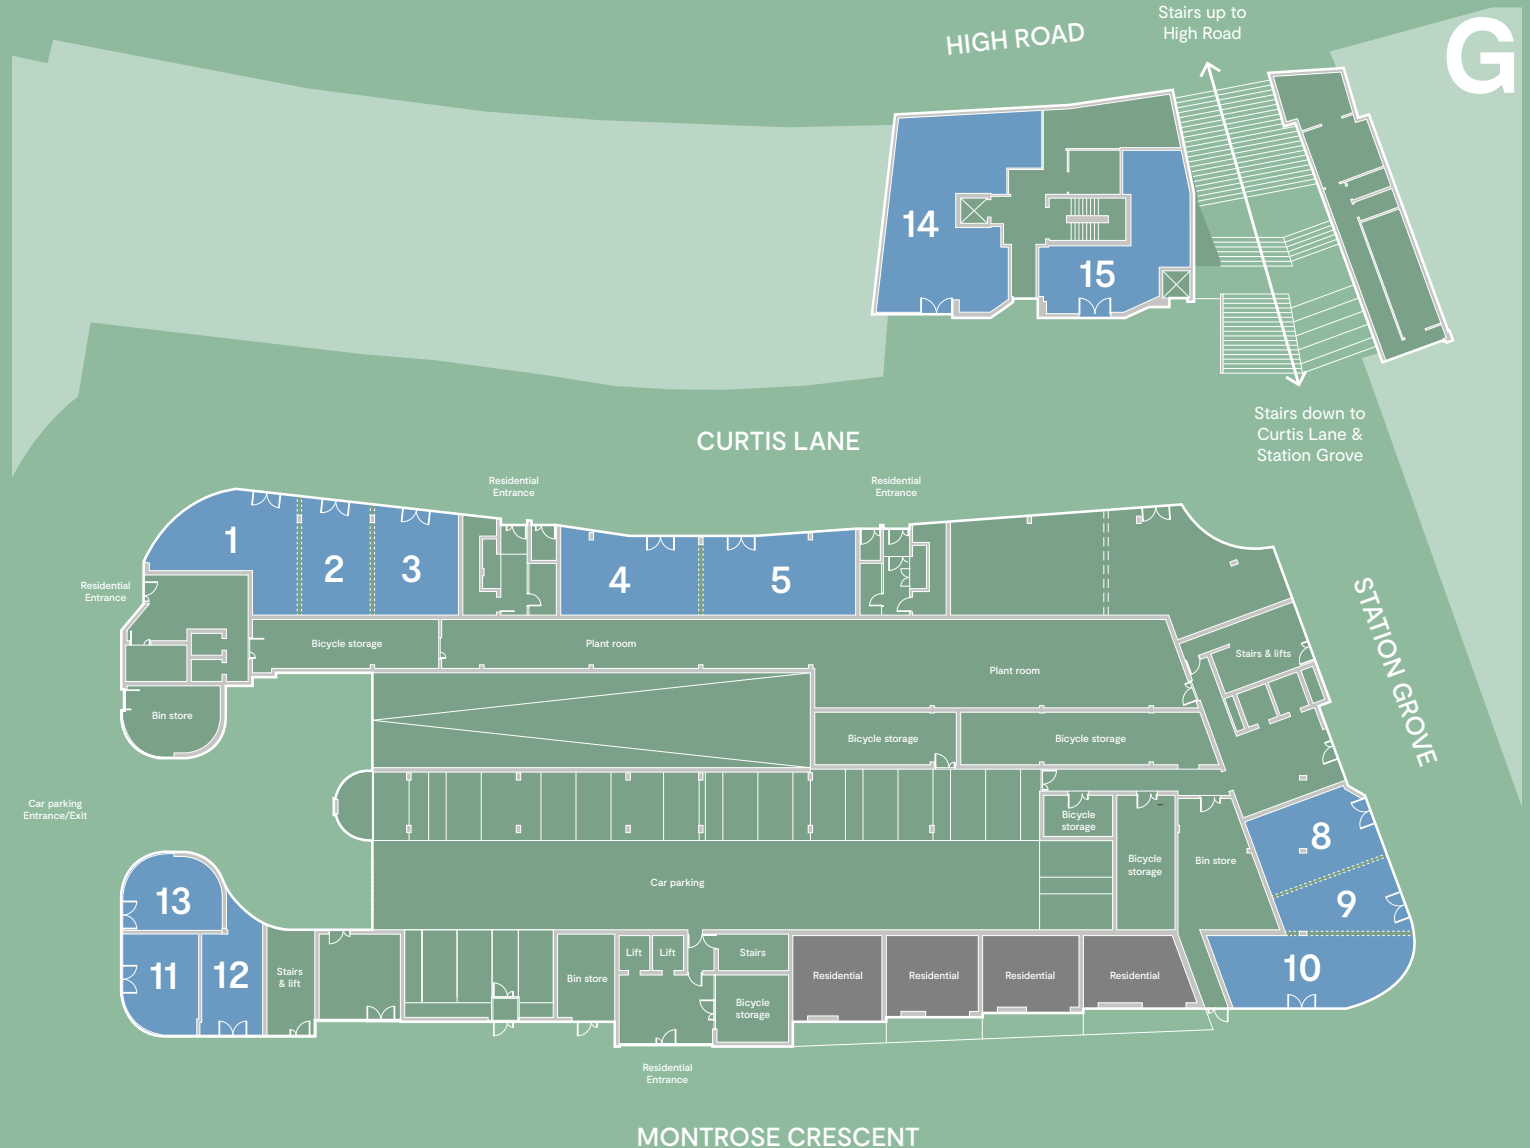 Stairs up to
High Road
HIGH ROAD
G
14
15
Stairs down to
Curtis Lane &
Station Grove
CURTIS LANE
Residential
Entrance
Residential
Entrance
1
2
3
4
5
Residential
Entrance
STATION GROVE
Bicycle storage
Plant room
Plant room
Stairs & lifts
Bin store
Bicycle storage
Bicycle storage
Car parking
Entrance/Exit
Bicycle
storage
8
Bicycle
storage
Bin store
Car parking
9
13
11
12
Stairs
& lift
Bin store
Lift
Lift
Stairs
Bicycle
storage
Residential
Residential
Residential
Residential
10
Residential
Entrance
MONTROSE CRESCENT